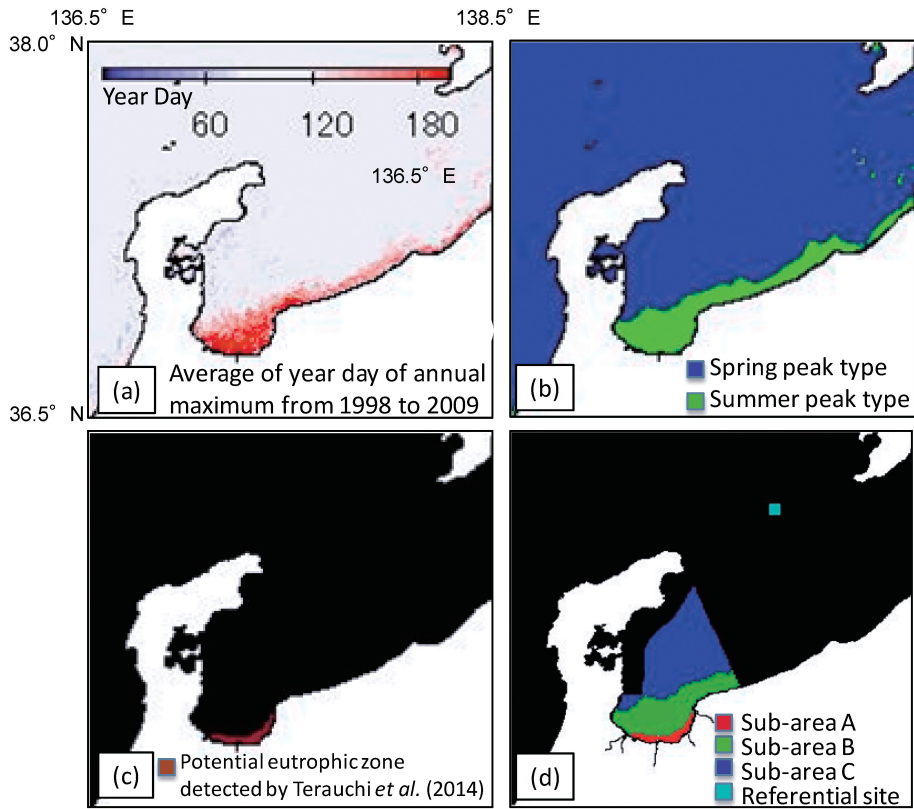 136.5° E
138.5° E
38.0° N
Year Day
60 120 180
136.5° E
(a)
Average of year day of annual
maximum from 1998 to 2009
36.5° N
(b)
Spring peak type
Summer peak type
(c)
Potential eutrophic zone
detected by Terauchi et al. (2014)
(d)
Sub-area A
Sub-area B
Sub-area C
Referential site